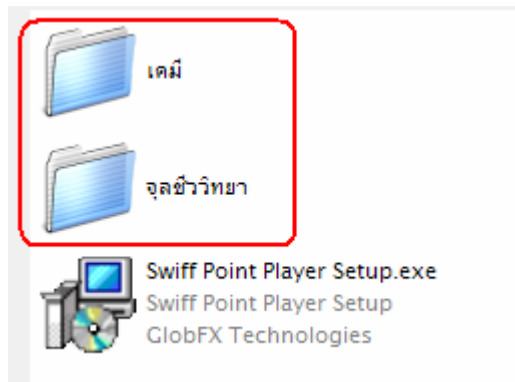 เคมี
จุลชีววิทยา
Swiff Point Player Setup.exe
Swiff Point Player Setup
GlobFX Technologies